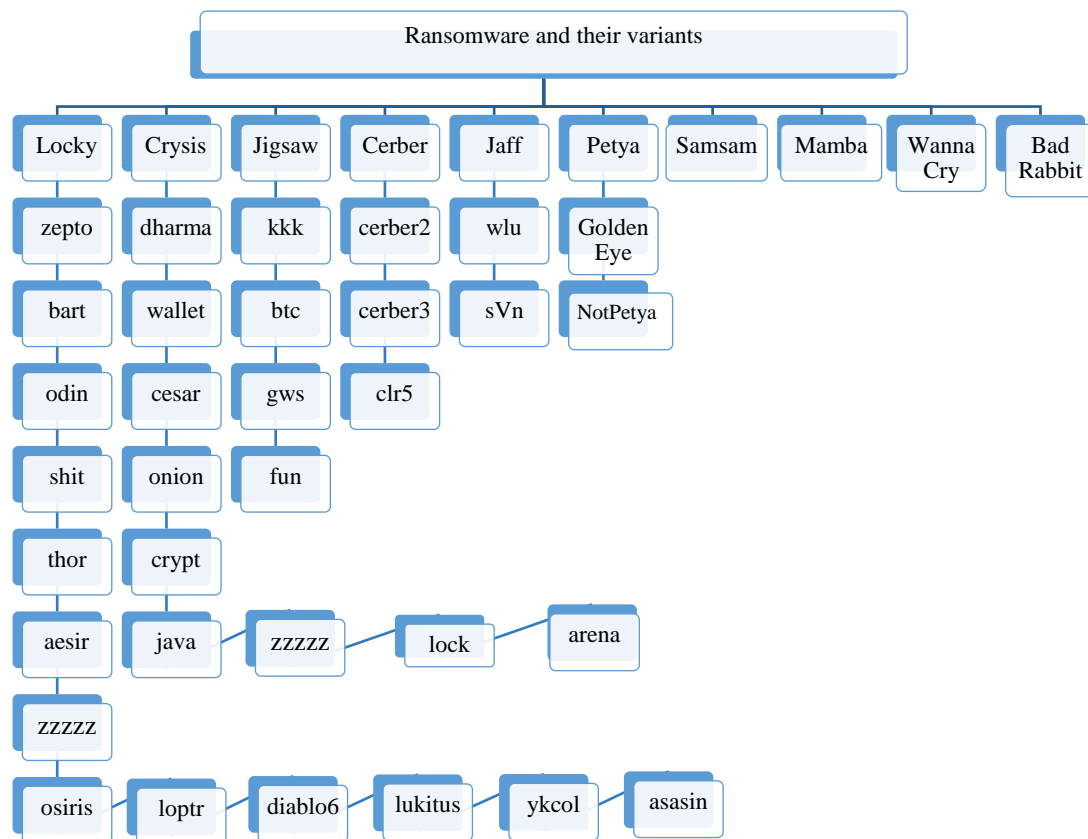 Ransomware and their variants
Locky
Crysis
Jigsaw
Cerber
Jaff
Petya
Samsam
Mamba
Wanna
Cry
Bad
Rabbit
zepto
dharma
kkk
cerber2
wlu
Golden
Eye
bart
wallet
btc
cerber3
sVn
NotPetya
odin
cesar
gws
clr5
shit
onion
fun
thor
crypt
aesir
java
zzzzz
lock
arena
zzzzz
osiris
loptr
diablo6
lukitus
ykcol
asasin